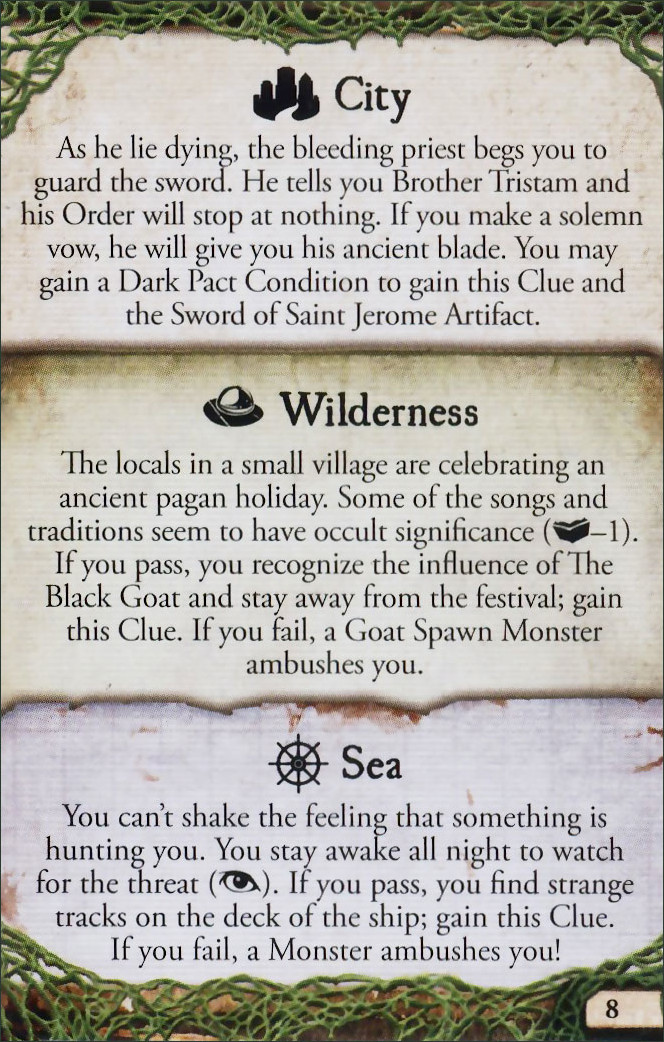 City
As he lie dying, the bleeding priest begs you to
guard the sword. He tells you Brother Tristam and
his Order will stop at nothing. If you make a solemn
vow, he will give you his ancient blade. You may
gain a Dark Pact Condition to gain this Clue and
the Sword of Saint Jerome Artifact.
Wilderness
The locals in a small village are celebrating an
ancient pagan holiday. Some of the songs and
traditions seem to have occult significance (–1).
If you pass, you recognize the influence of The
Black Goat and stay away from the festival; gain
this Clue. If you fail, a Goat Spawn Monster
ambushes you.
Sea
You can't shake the feeling that something is
hunting you. You stay awake all night to watch
for the threat (). If you pass, you find strange
tracks on the deck of the ship; gain this Clue.
If you fail, a Monster ambushes you!
8